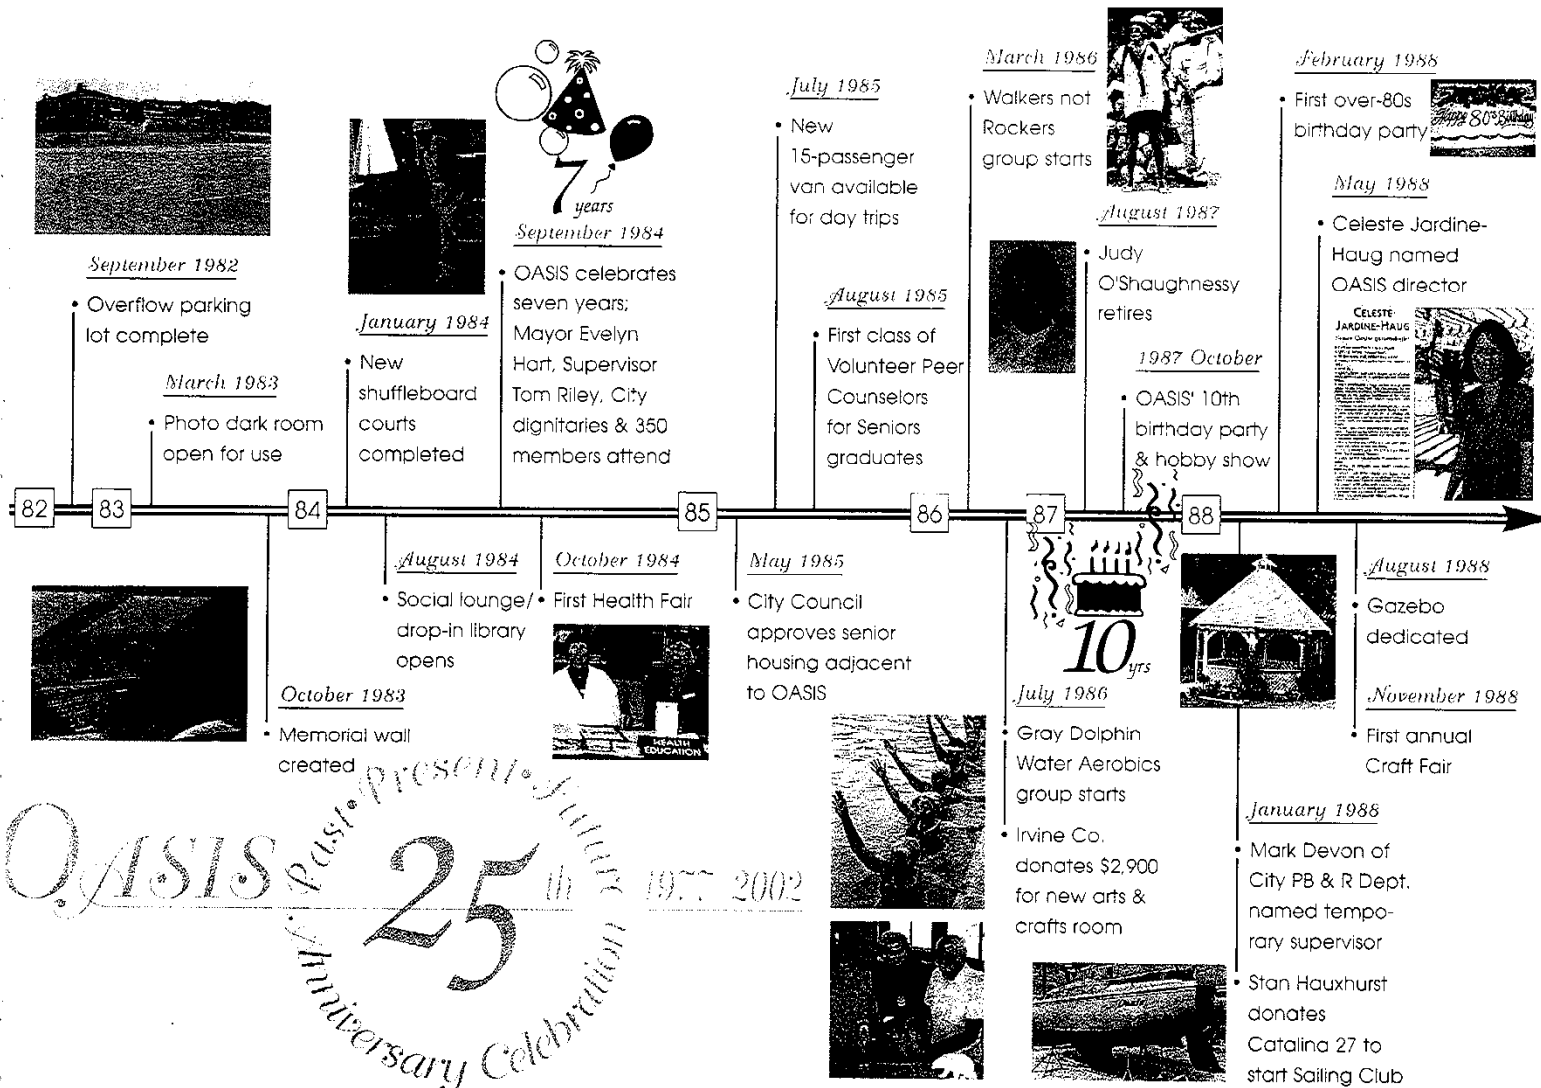 7
years
September 1982
• Overflow parking
lot complete
March 1983
• Photo dark room
open for use
January 1984
• New
shuffleboard
courts
completed
September 1984
• OASIS celebrates
seven years;
Mayor Evelyn
Hart, Supervisor
Tom Riley, City
dignitaries & 350
members attend
July 1985
• New
15-passenger
van available
for day trips
August 1985
• First class of
Volunteer Peer
Counselors
for Seniors
graduates
March 1986
• Walkers not
Rockers
group starts
August 1987
• Judy
O'Shaughnessy
retires
1987 October
• OASIS' 10th
birthday party
& hobby show
February 1988
• First over-80s
birthday party
Happy 80s Birthday
May 1988
• Celeste Jardine-
Haug named
OASIS director
CELESTE
JARDINE-HAUG
82
83
84
85
86
87
88
October 1983
• Memorial wall
created
August 1984
• Social lounge/
drop-in library
opens
October 1984
• First Health Fair
HEALTH
EDUCATION
May 1985
• City Council
approves senior
housing adjacent
to OASIS
10
yrs
July 1986
• Gray Dolphin
Water Aerobics
group starts
• Irvine Co.
donates $2,900
for new arts &
crafts room
January 1988
• Mark Devon of
City PB & R Dept.
named tempo-
rary supervisor
• Stan Hauxhurst
donates
Catalina 27 to
start Sailing Club
August 1988
• Gazebo
dedicated
November 1988
• First annual
Craft Fair
OASIS
Past • Present • Future
25th
1977 2002
Anniversary Celebration